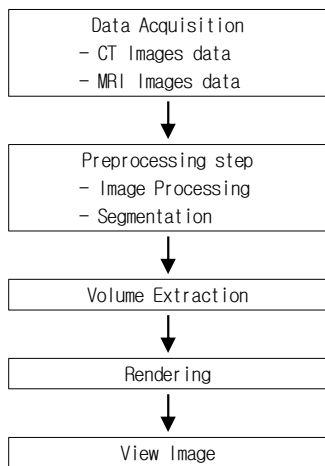 Data Acquisition
- CT Images data
- MRI Images data
Preprocessing step
- Image Processing
- Segmentation
Volume Extraction
Rendering
View Image